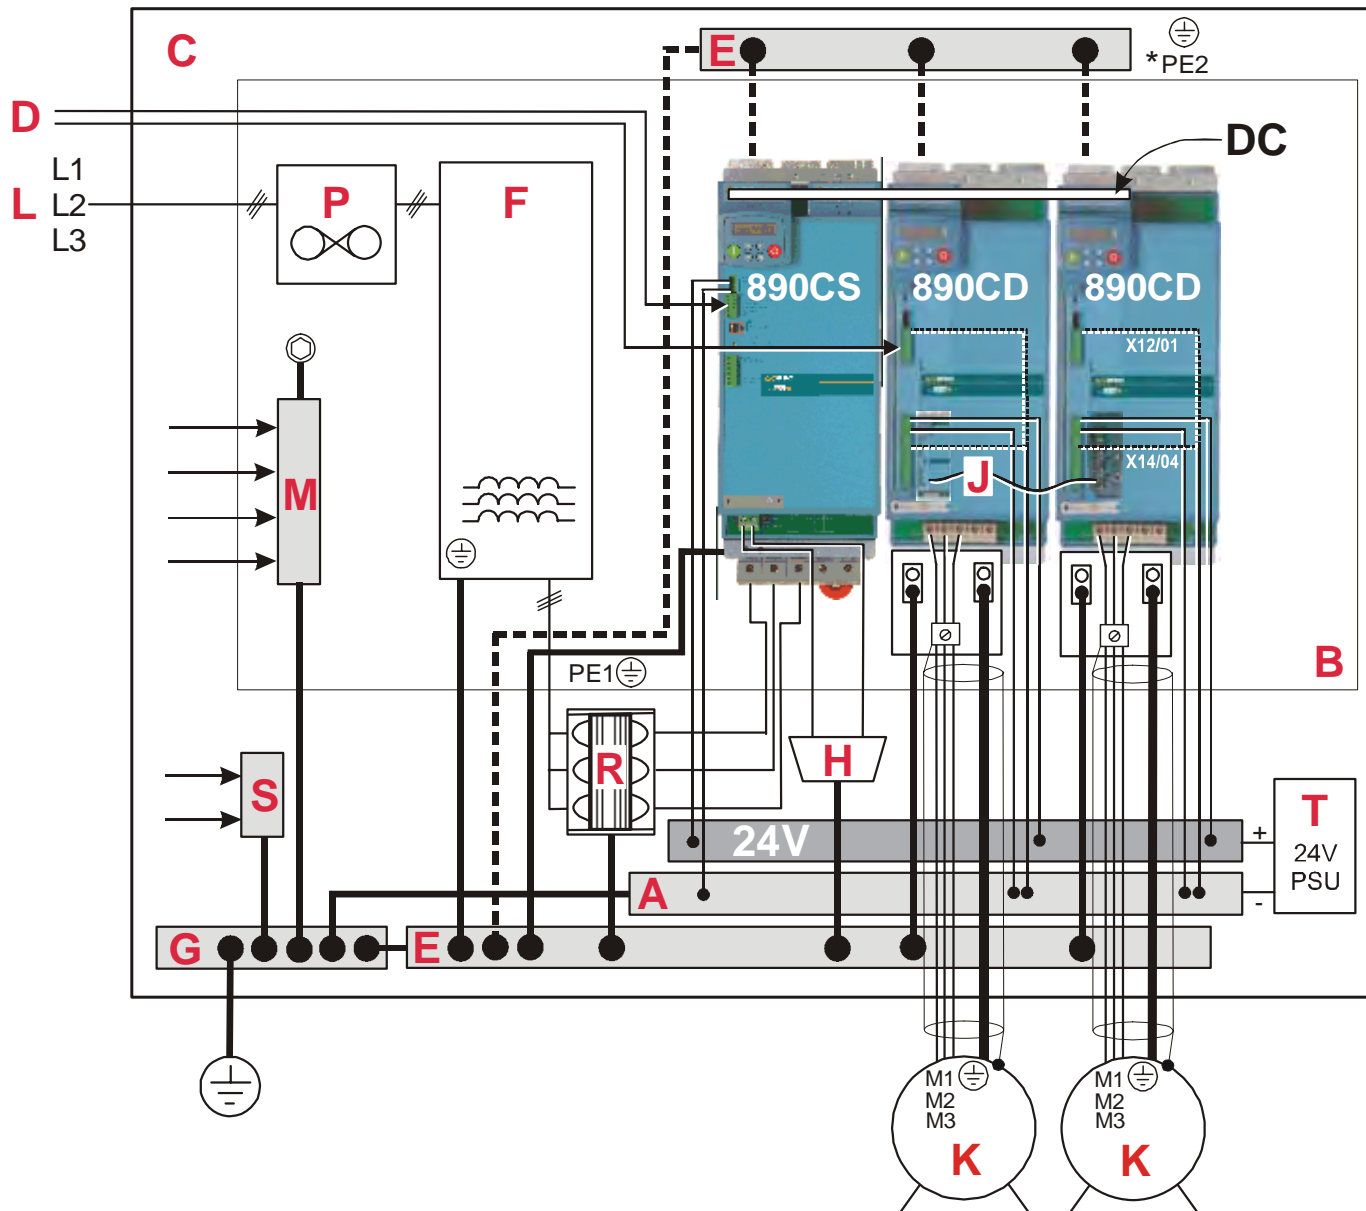 C
E
*PE2
D
DC
L1
L
L2
L3
P
F
890CS
890CD
890CD
X12/01
M
J
X14/04
PE1
B
R
H
S
T
24V
PSU
24V
+
A
-
G
E
M1
M2
M3
K
M1
M2
M3
K